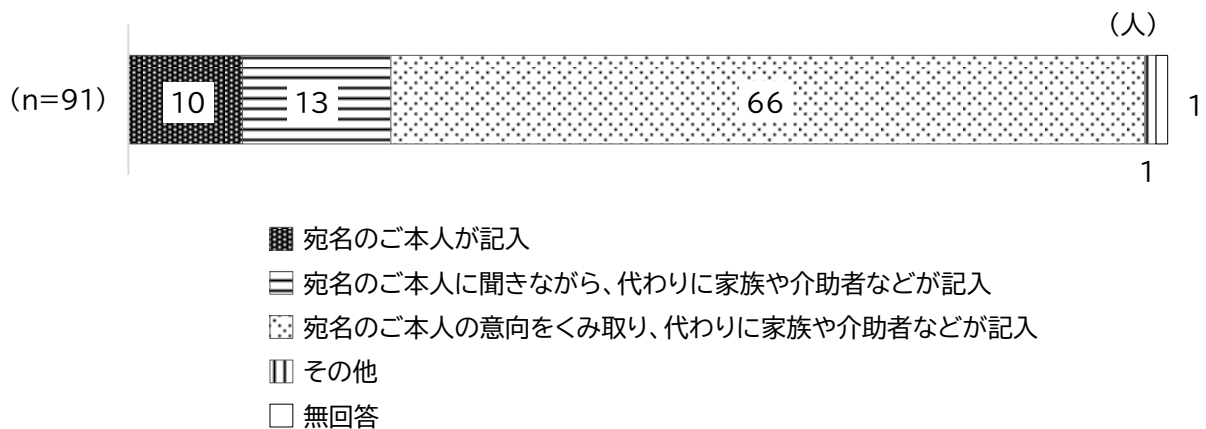 (人)
(n=91)
10
13
66
1
1
宛名のご本人が記入
宛名のご本人に聞きながら、代わりに家族や介助者などが記入
宛名のご本人の意向をくみ取り、代わりに家族や介助者などが記入
その他
無回答